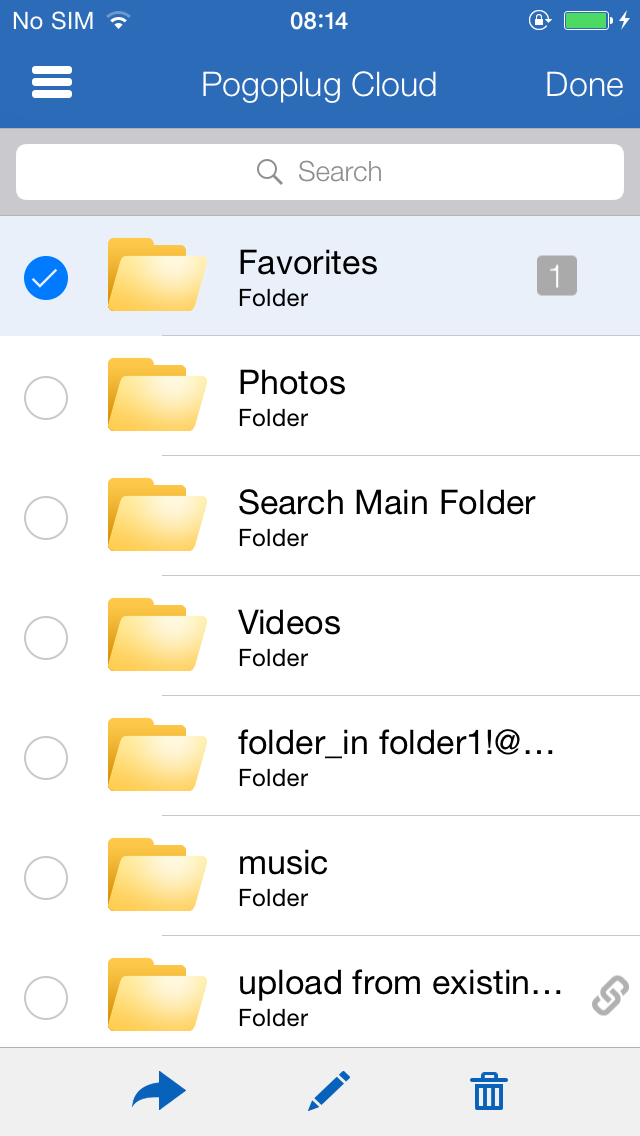 No SIM 08:14
Pogoplug Cloud Done
Search
Favorites
Folder
1
Photos
Folder
Search Main Folder
Folder
Videos
Folder
folder_in folder1!@...
Folder
music
Folder
upload from existin...
Folder